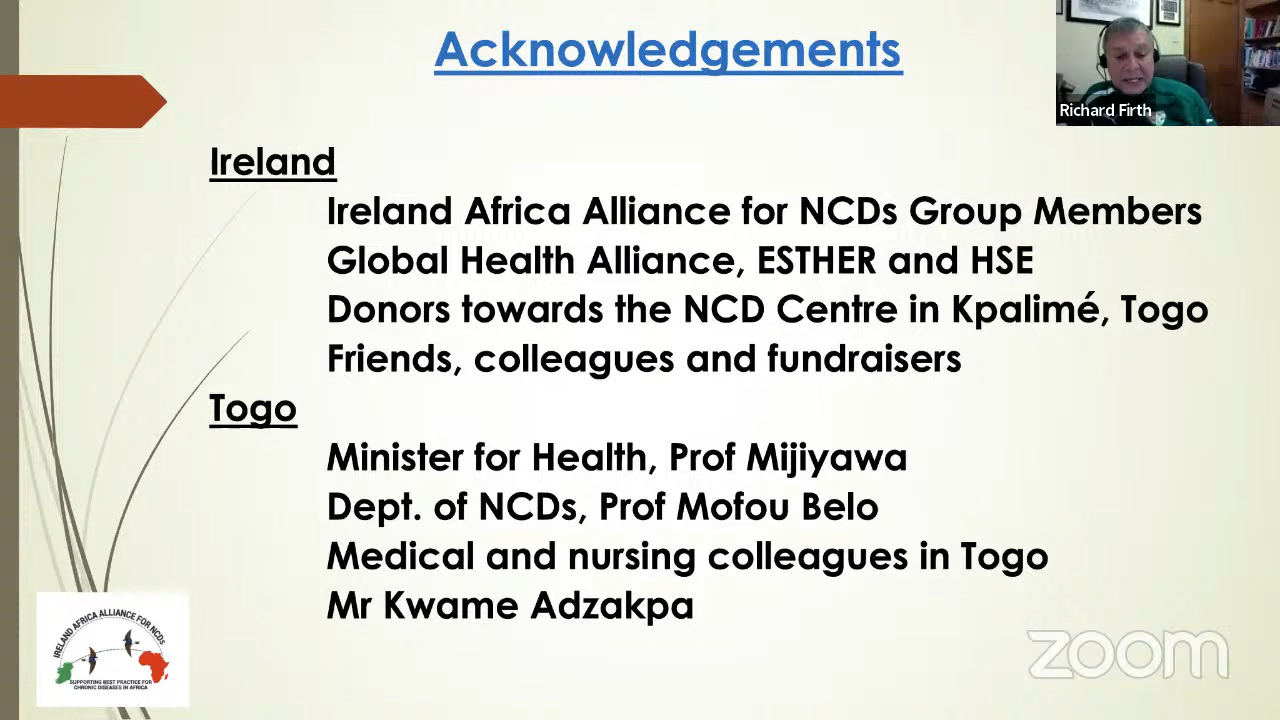 Acknowledgements
Richard Firth
Ireland
Ireland Africa Alliance for NCDs Group Members
Global Health Alliance, ESTHER and HSE
Donors towards the NCD Centre in Kpalimé, Togo
Friends, colleagues and fundraisers
Togo
Minister for Health, Prof Mijiyawa
Dept. of NCDs, Prof Mofou Belo
Medical and nursing colleagues in Togo
Mr Kwame Adzakpa
IRELAND AFRICA ALLIANCE FOR NCDS
SUPPORTING BEST PRACTICE FOR
CHRONIC DISEASES IN AFRICA
zoom